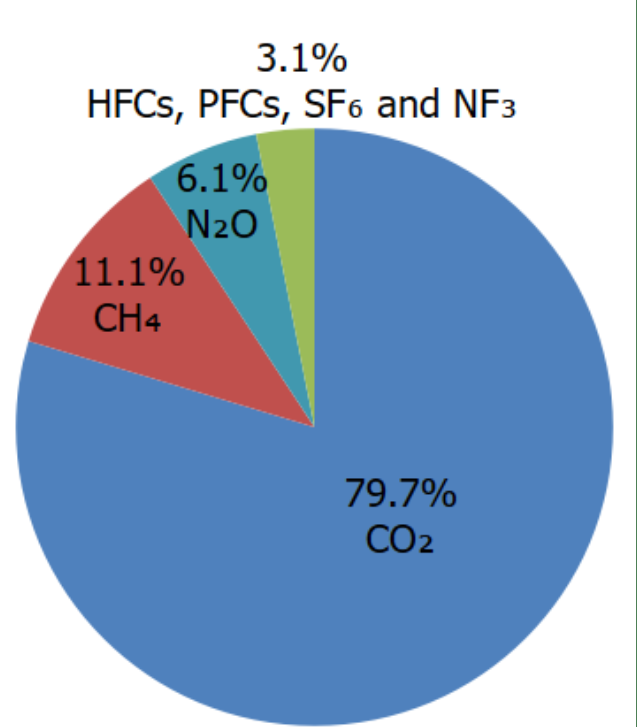 3.1%
HFCs, PFCs, SF₆ and NF₃
6.1%
N₂O
11.1%
CH₄
79.7%
CO₂